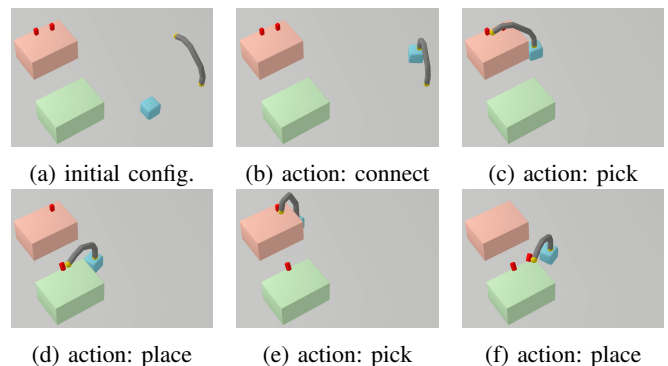 (a) initial config.
(b) action: connect
(c) action: pick
(d) action: place
(e) action: pick
(f) action: place